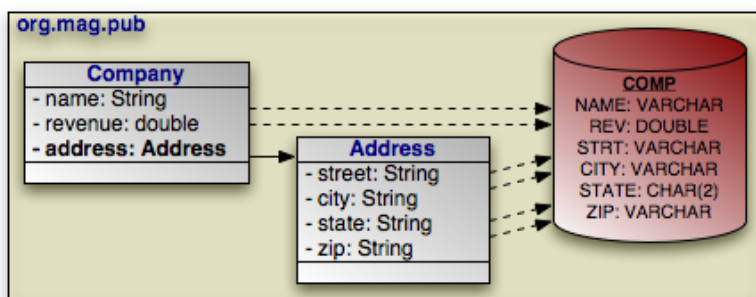 org.mag.pub
Company
- name: String
- revenue: double
- address: Address
Address
- street: String
- city: String
- state: String
- zip: String
COMP
NAME: VARCHAR
REV: DOUBLE
STRT: VARCHAR
CITY: VARCHAR
STATE: CHAR(2)
ZIP: VARCHAR